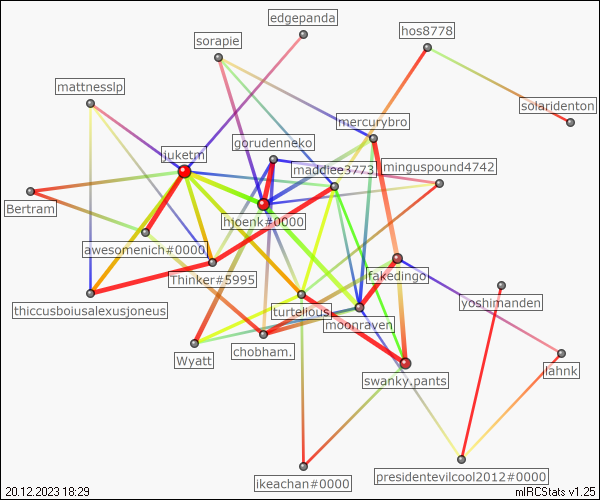 edgepanda
hos8778
sorapie
mattnesslp
solaridenton
mercurybro
gorudenneko
juketm
maddiee3773
minguspound4742
Bertram
hjoenk#0000
awesomenich#0000
Thinker#5995
fakedingo
thiccusboiusalexusjoneus
turtelious
yoshimanden
moonraven
Wyatt
chobham.
lahnk
swanky.pants
ikeachan#0000
presidentevilcool2012#0000
20.12.2023 18:29
mIRCStats v1.25